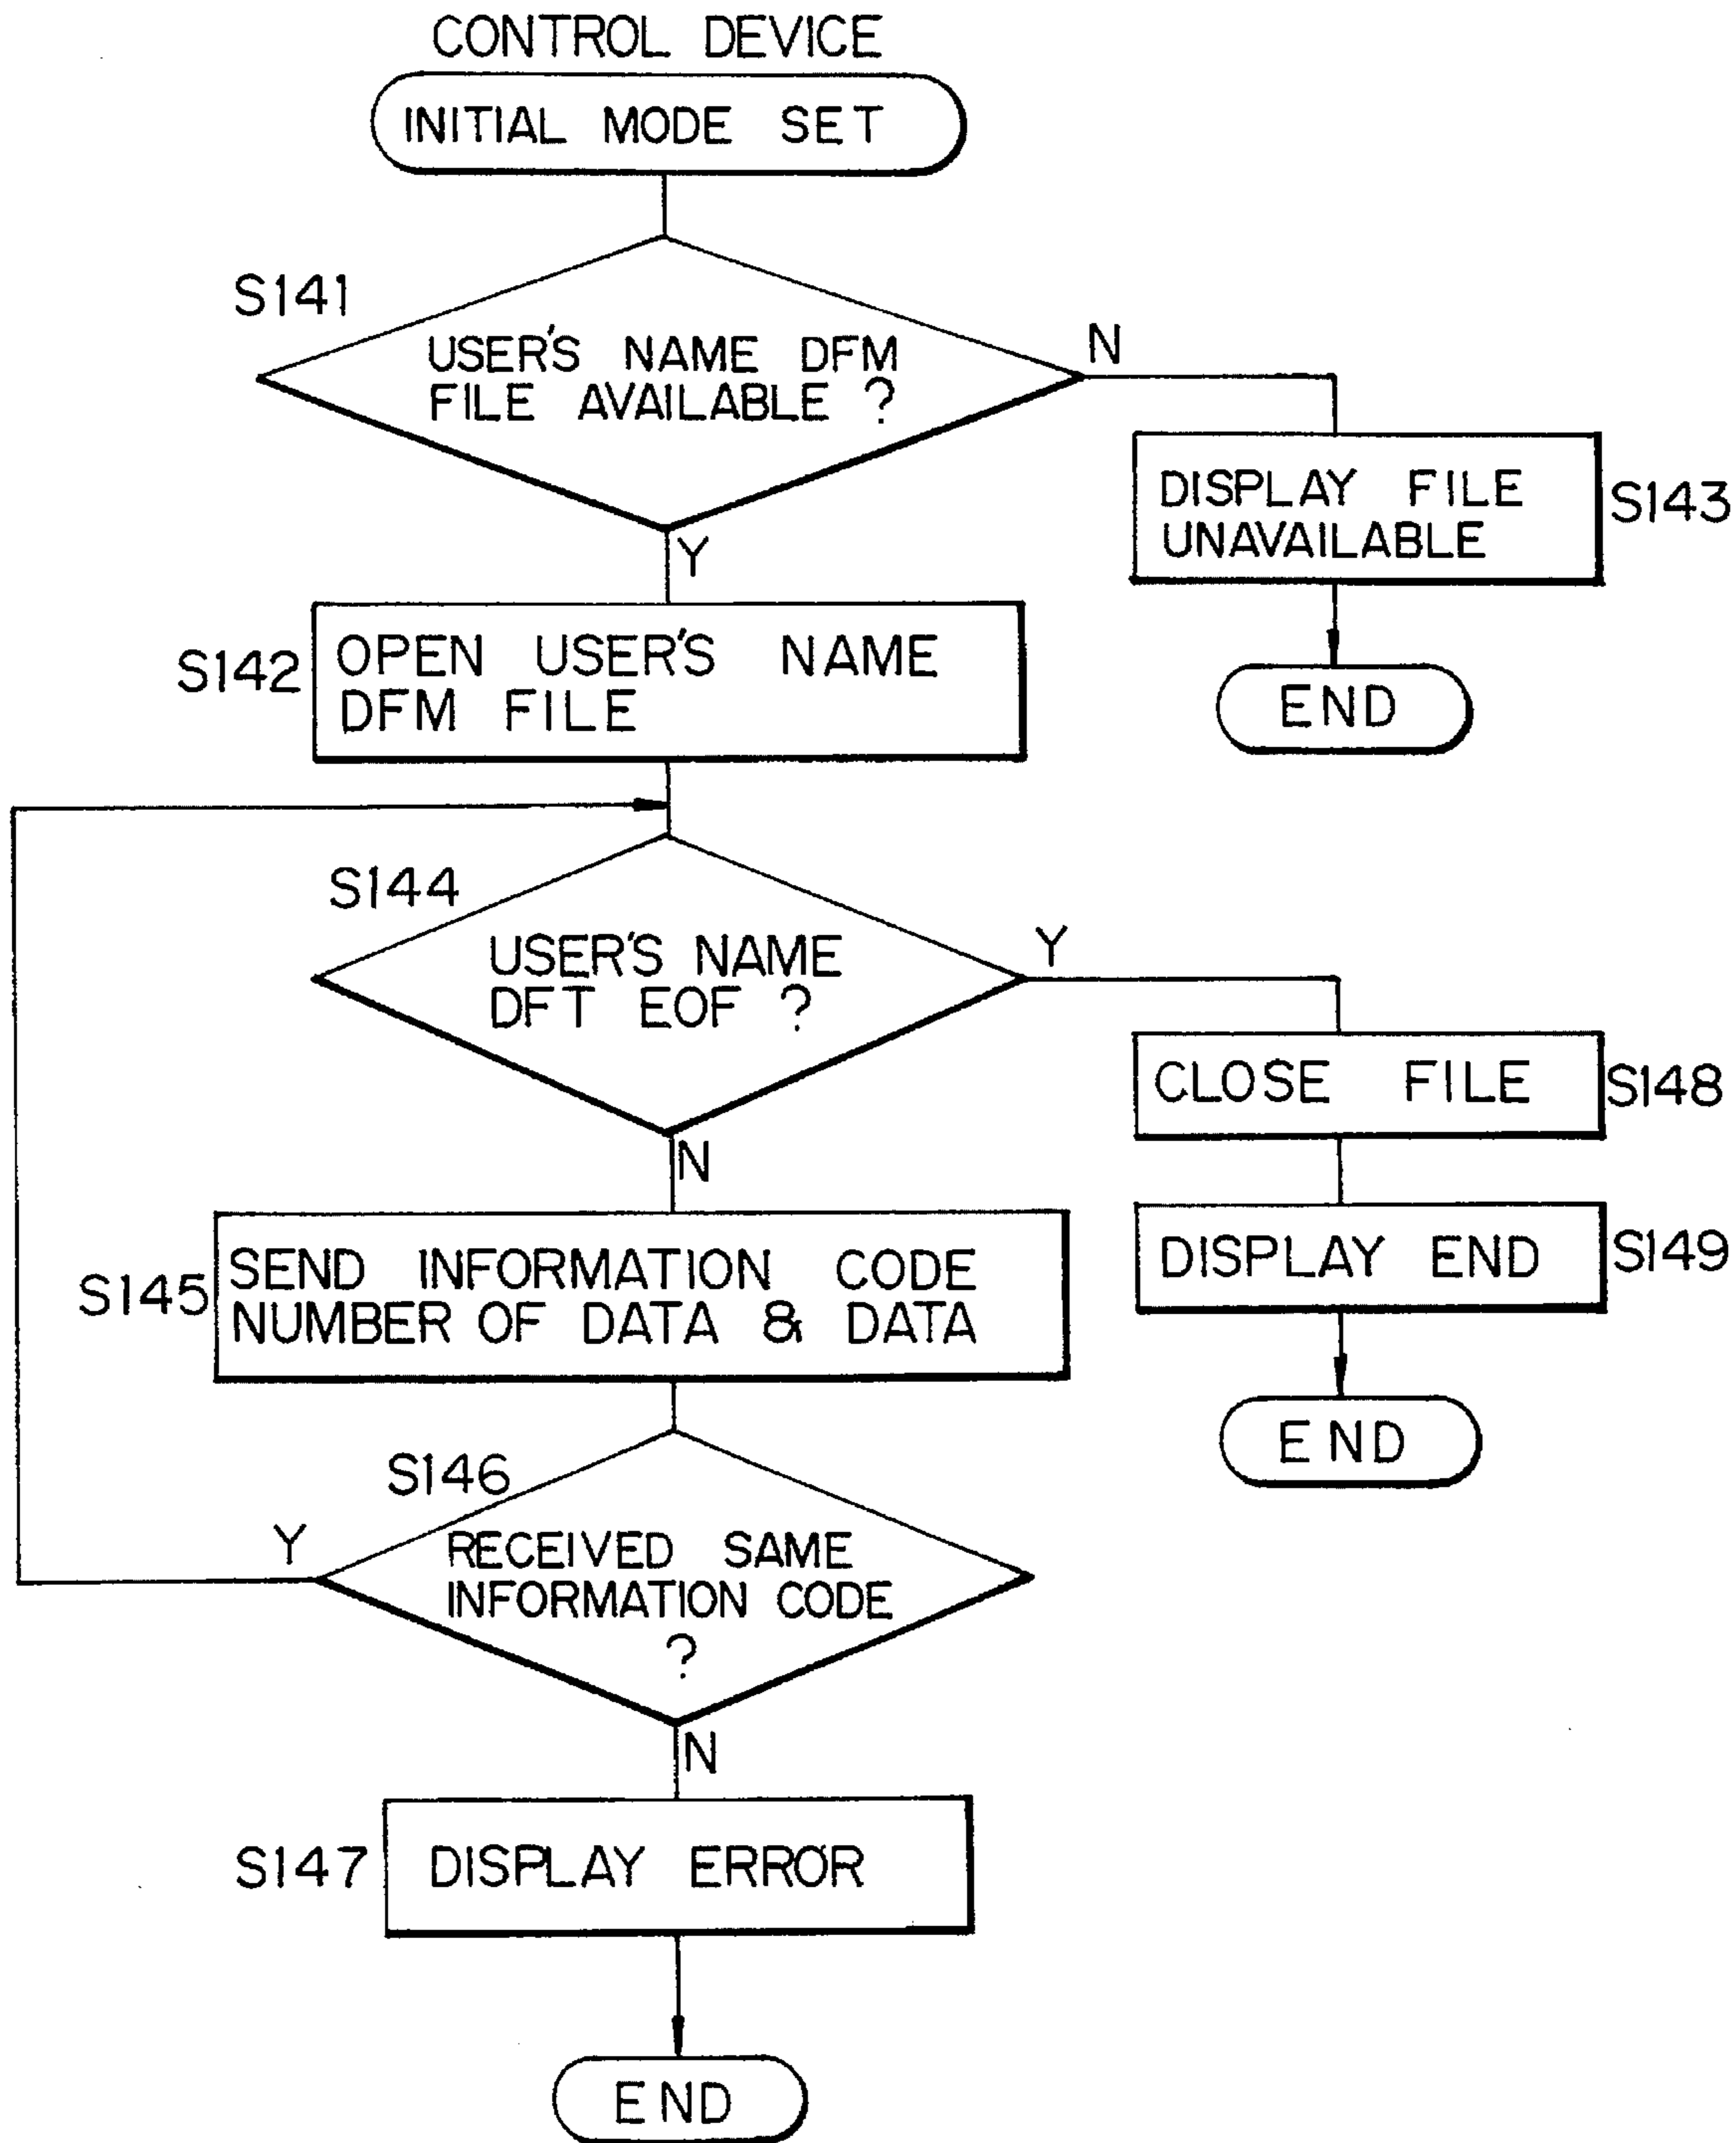 CONTROL DEVICE
INITIAL MODE SET
S141
USER'S NAME DFM
FILE AVAILABLE ?
N
DISPLAY FILE
UNAVAILABLE
S143
Y
END
S142
OPEN USER'S NAME
DFM FILE
S144
USER'S NAME
DFT EOF ?
Y
CLOSE FILE
S148
N
DISPLAY END
S149
S145
SEND INFORMATION CODE
NUMBER OF DATA & DATA
END
S146
RECEIVED SAME
INFORMATION CODE
?
Y
N
S147
DISPLAY ERROR
END